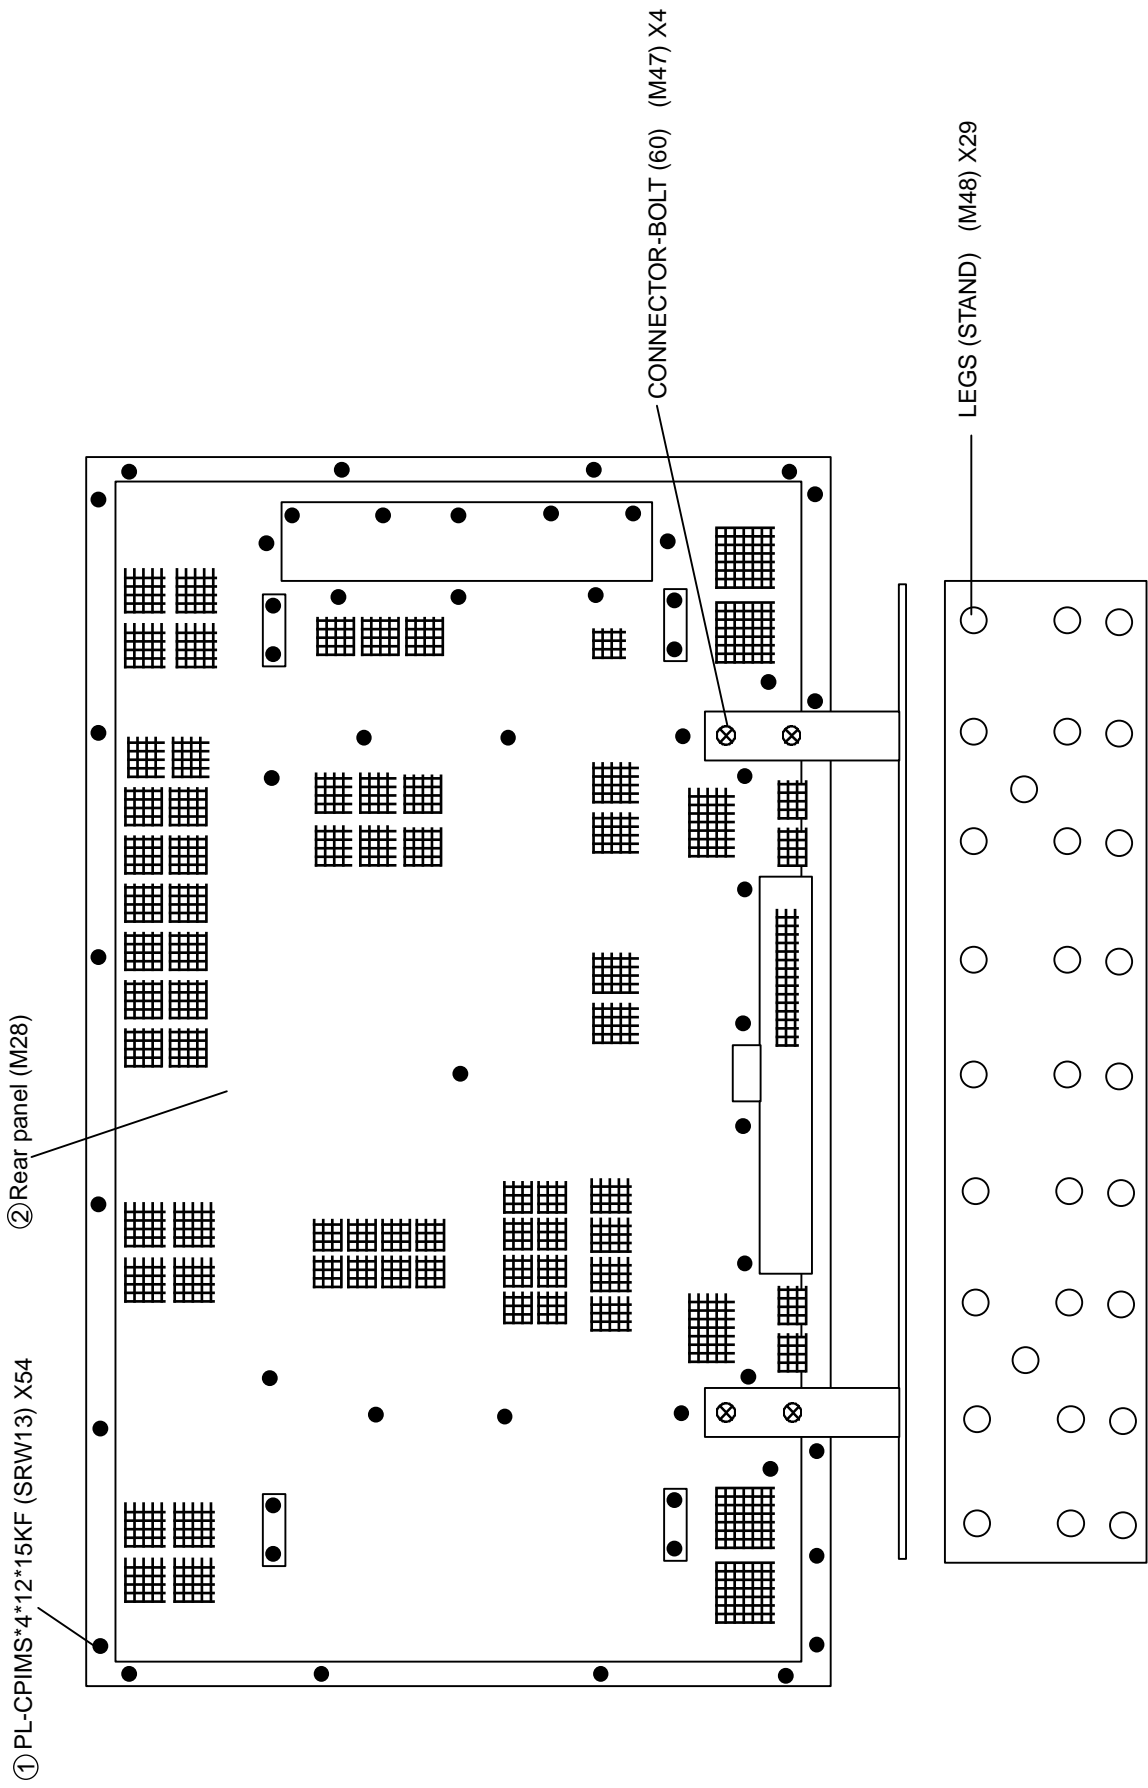 ① PL-CPIMS*4*12*15KF (SRW13) X54
② Rear panel (M28)
CONNECTOR-BOLT (60) (M47) X4
LEGS (STAND) (M48) X29